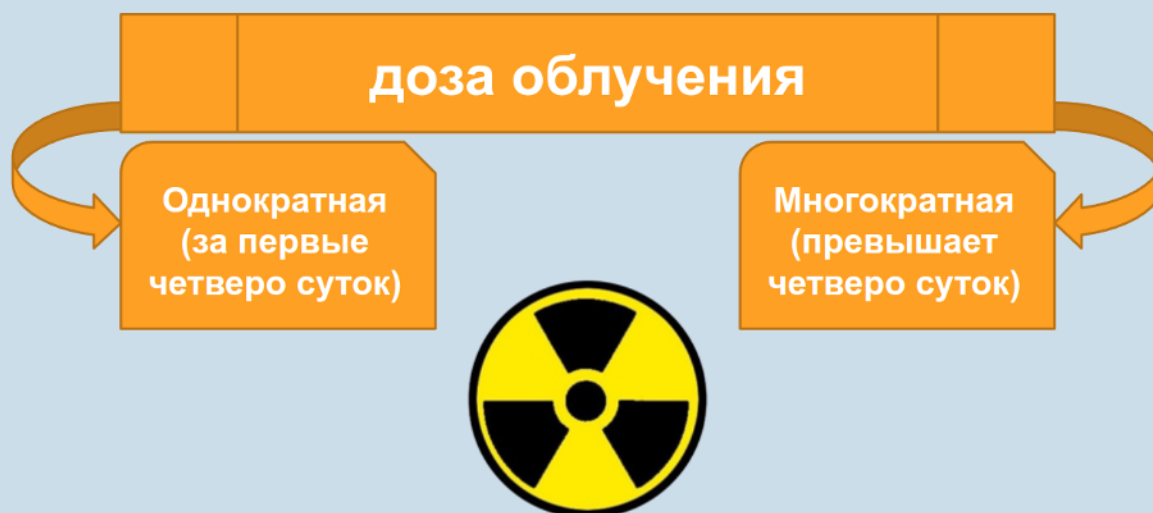 доза облучения
Однократная
(за первые
четверо суток)
Многократная
(превышает
четверо суток)